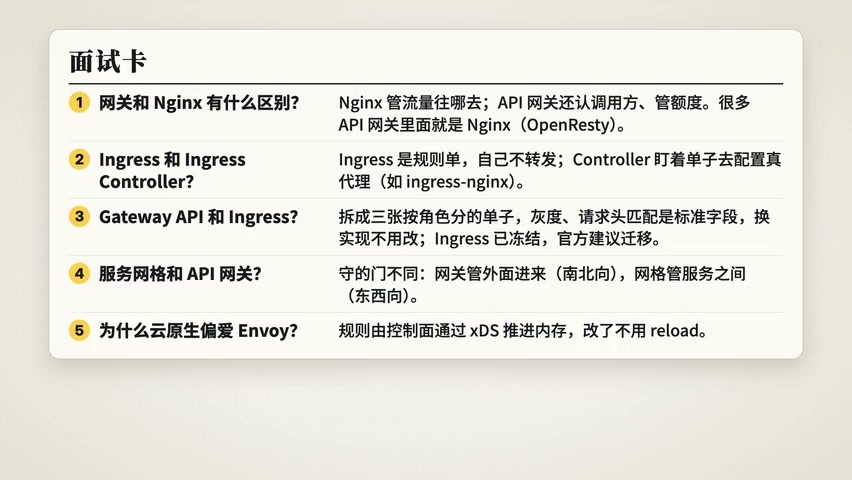 面试卡
1 网关和 Nginx 有什么区别？
Nginx 管流量往哪去；API 网关还认调用方、管额度。很多
API 网关里面就是 Nginx（OpenResty）。
2 Ingress 和 Ingress
Controller？
Ingress 是规则单，自己不转发；Controller 盯着单子去配置真
代理（如 ingress-nginx）。
3 Gateway API 和 Ingress？
拆成三张按角色分的单子，灰度、请求头匹配是标准字段，换
实现不用改；Ingress 已冻结，官方建议迁移。
4 服务网格和 API 网关？
守的门不同：网关管外面进来（南北向），网格管服务之间
（东西向）。
5 为什么云原生偏爱 Envoy？
规则由控制面通过 xDS 推进内存，改了不用 reload。